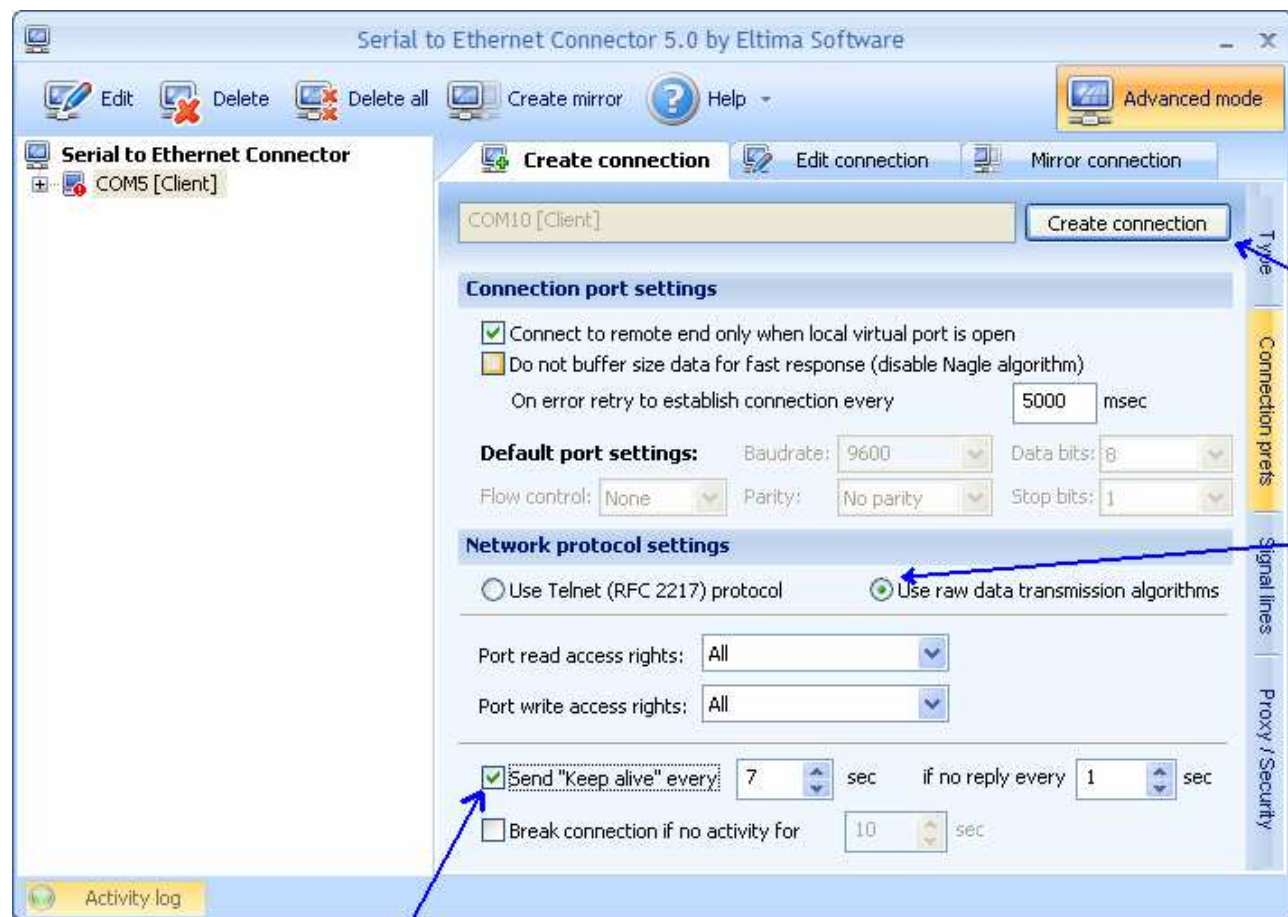 Serial to Ethernet Connector 5.0 by Eltima Software
Edit Delete Delete all Create mirror Help Advanced mode
Serial to Ethernet Connector
COM5 [Client]
Create connection Edit connection Mirror connection
COM10 [Client] Create connection
Connection port settings
Connect to remote end only when local virtual port is open
Do not buffer size data for fast response (disable Nagle algorithm)
On error retry to establish connection every 5000 msec
Default port settings: Baudrate: 9600 Data bits: 8
Flow control: None Parity: No parity Stop bits: 1
Network protocol settings
Use Telnet (RFC 2217) protocol Use raw data transmission algorithms
Port read access rights: All
Port write access rights: All
Send "Keep alive" every 7 sec if no reply every 1 sec
Break connection if no activity for 10 sec
Type
Connection prefs
Signal lines
Proxy / Security
Activity log